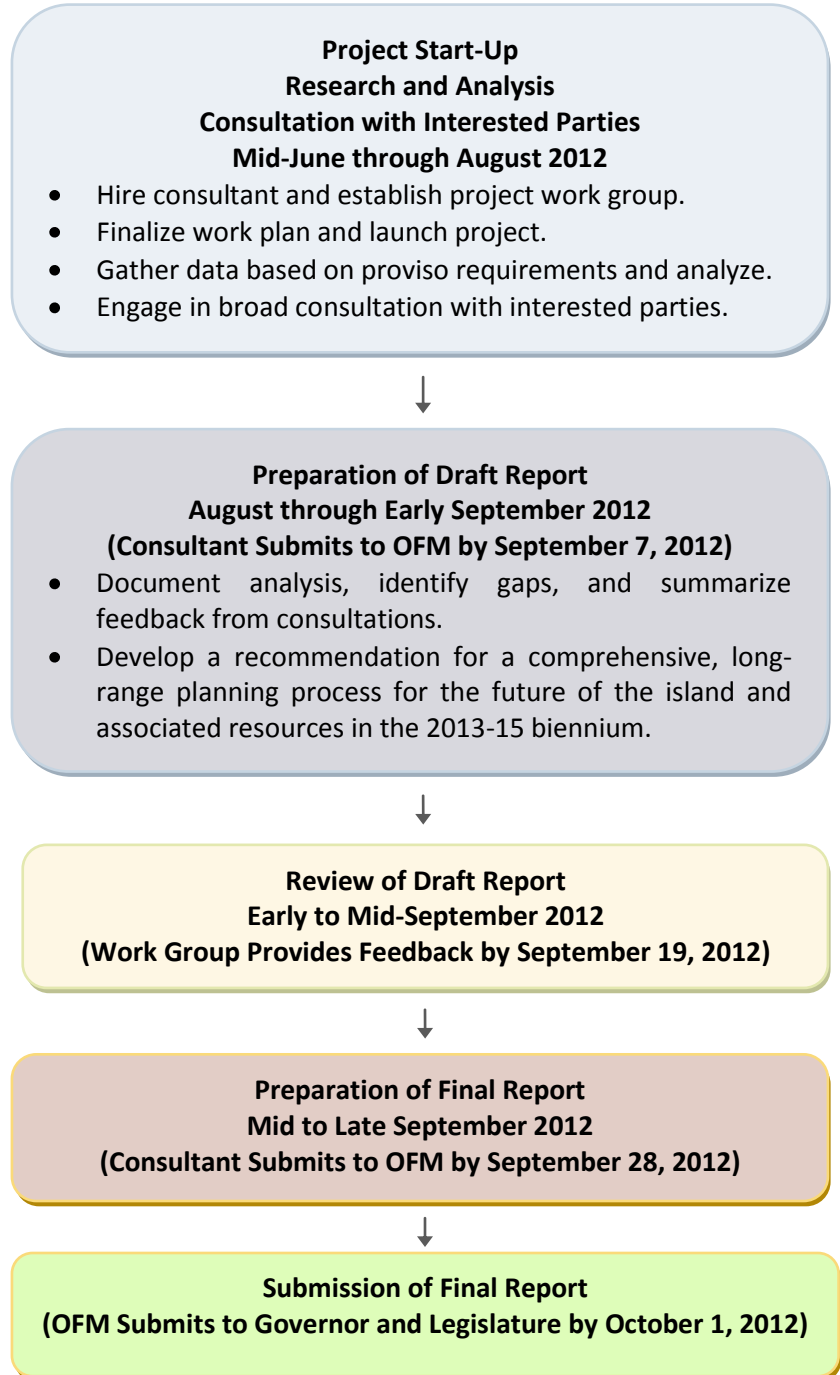 Project Start-Up
Research and Analysis
Consultation with Interested Parties
Mid-June through August 2012
• Hire consultant and establish project work group.
• Finalize work plan and launch project.
• Gather data based on proviso requirements and analyze.
• Engage in broad consultation with interested parties.
Preparation of Draft Report
August through Early September 2012
(Consultant Submits to OFM by September 7, 2012)
• Document analysis, identify gaps, and summarize
feedback from consultations.
• Develop a recommendation for a comprehensive, long-
range planning process for the future of the island and
associated resources in the 2013-15 biennium.
Review of Draft Report
Early to Mid-September 2012
(Work Group Provides Feedback by September 19, 2012)
Preparation of Final Report
Mid to Late September 2012
(Consultant Submits to OFM by September 28, 2012)
Submission of Final Report
(OFM Submits to Governor and Legislature by October 1, 2012)